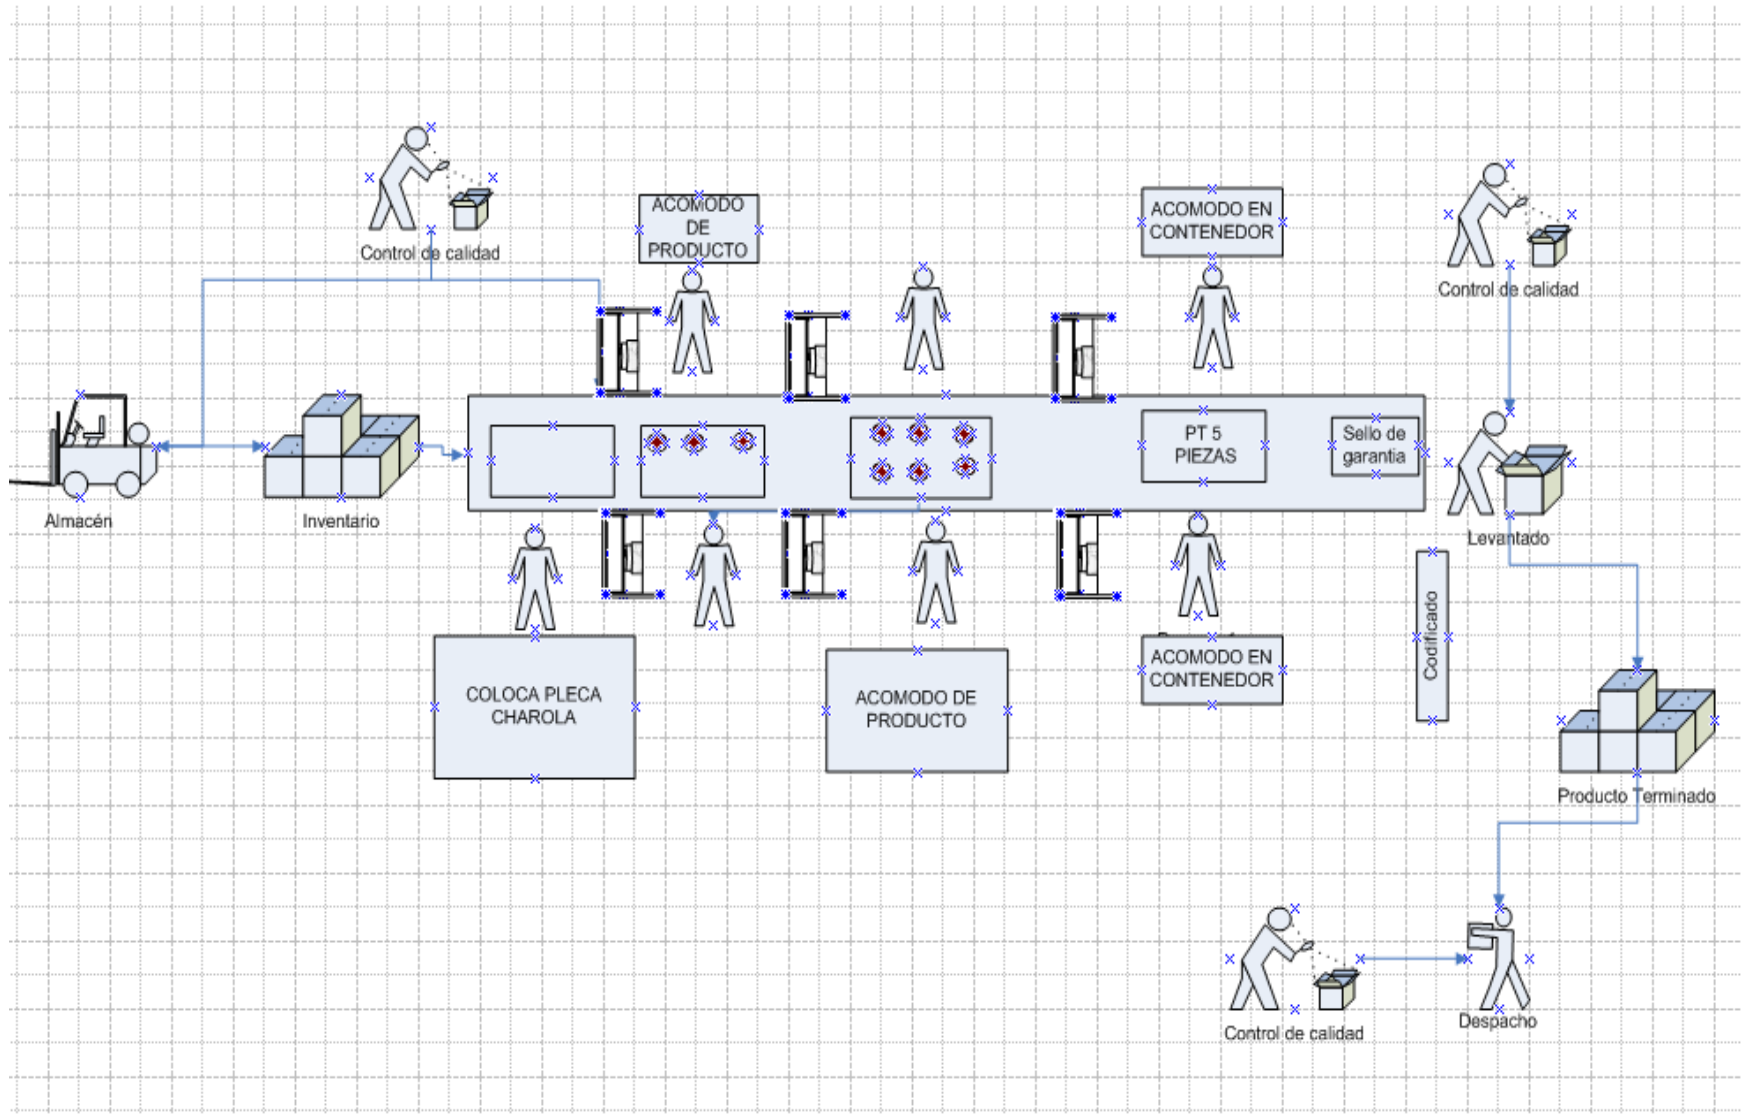 Control de calidad
ACOMODO
DE
PRODUCTO
ACOMODO EN
CONTENEDOR
Control de calidad
Almacén
Inventario
PT 5
PIEZAS
Sello de
garantia
Levantado
COLOCA PLECA
CHAROLA
ACOMODO DE
PRODUCTO
ACOMODO EN
CONTENEDOR
Codificado
Producto Terminado
Control de calidad
Despacho